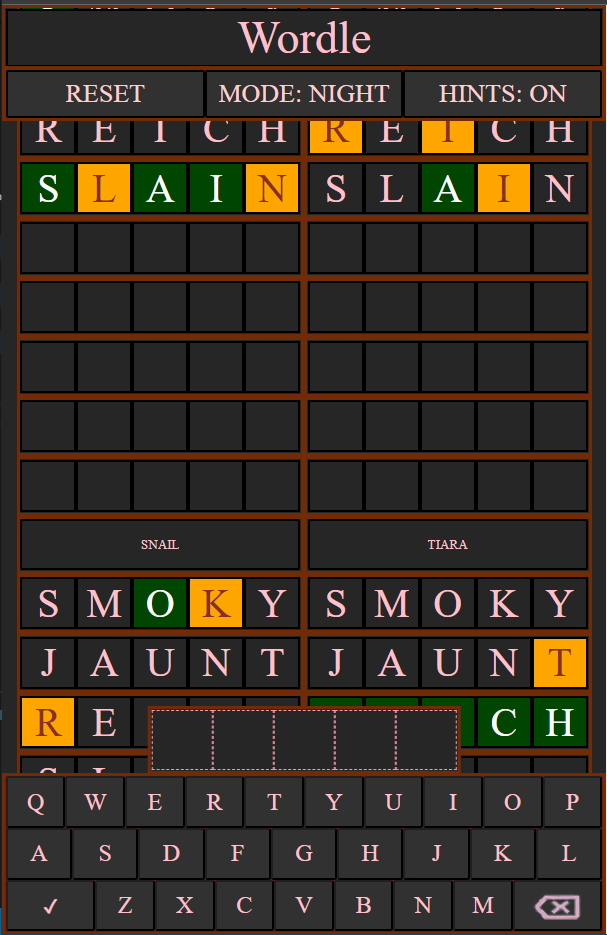 Wordle
RESET MODE: NIGHT HINTS: ON
R E T C H R E T C H
S L A I N S L A I N
SNAIL TIARA
S M O K Y S M O K Y
J A U N T J A U N T
R E C H
Q W E R T Y U I O P
A S D F G H J K L
✓ Z X C V B N M